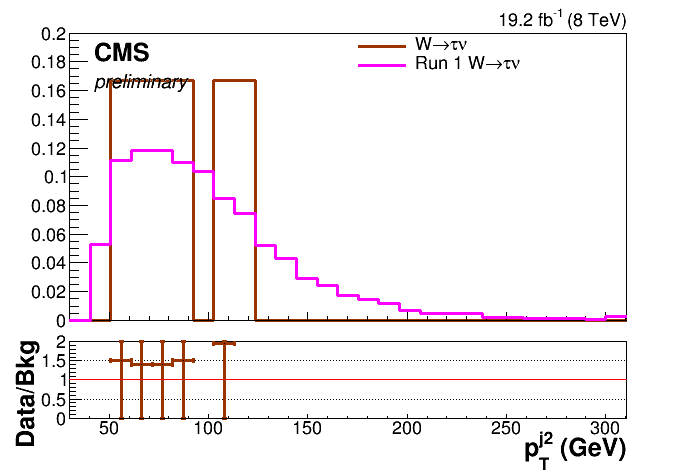 19.2 fb-1 (8 TeV)
CMS
preliminary
W→τν
Run 1 W→τν
0.2
0.18
0.16
0.14
0.12
0.1
0.08
0.06
0.04
0.02
0
Data/Bkg
2
1.5
1
0.5
0
50 100 150 200 250 300
pTj2 (GeV)